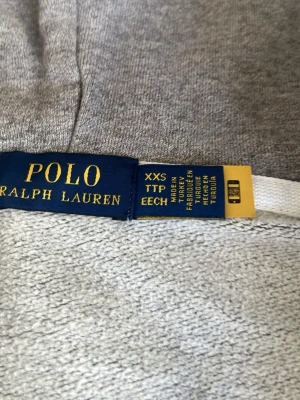 POLO
RALPH LAUREN
XXS
TTP
EECH
MADE IN
TURKEY
FABRIQUÉ EN
TURQUIE
HECHO EN
TURQUÍA